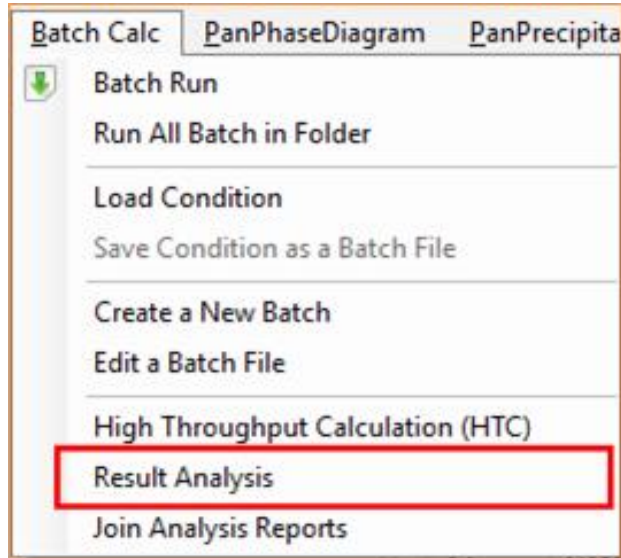 Batch Calc PanPhaseDiagram PanPrecipita
Batch Run
Run All Batch in Folder
Load Condition
Save Condition as a Batch File
Create a New Batch
Edit a Batch File
High Throughput Calculation (HTC)
Result Analysis
Join Analysis Reports